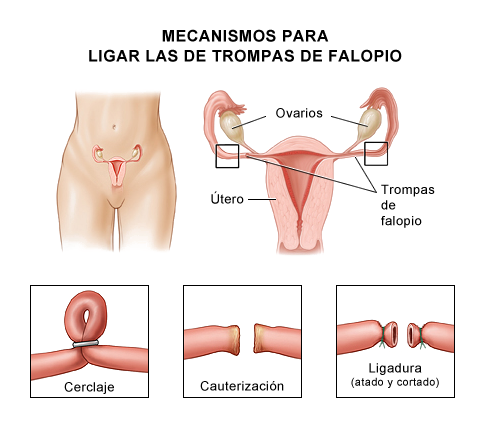 MECANISMOS PARA
LIGAR LAS DE TROMPAS DE FALOPIO
Ovarios
Útero
Trompas
de
falopio
Cerclaje
Cauterización
Ligadura
(atado y cortado)